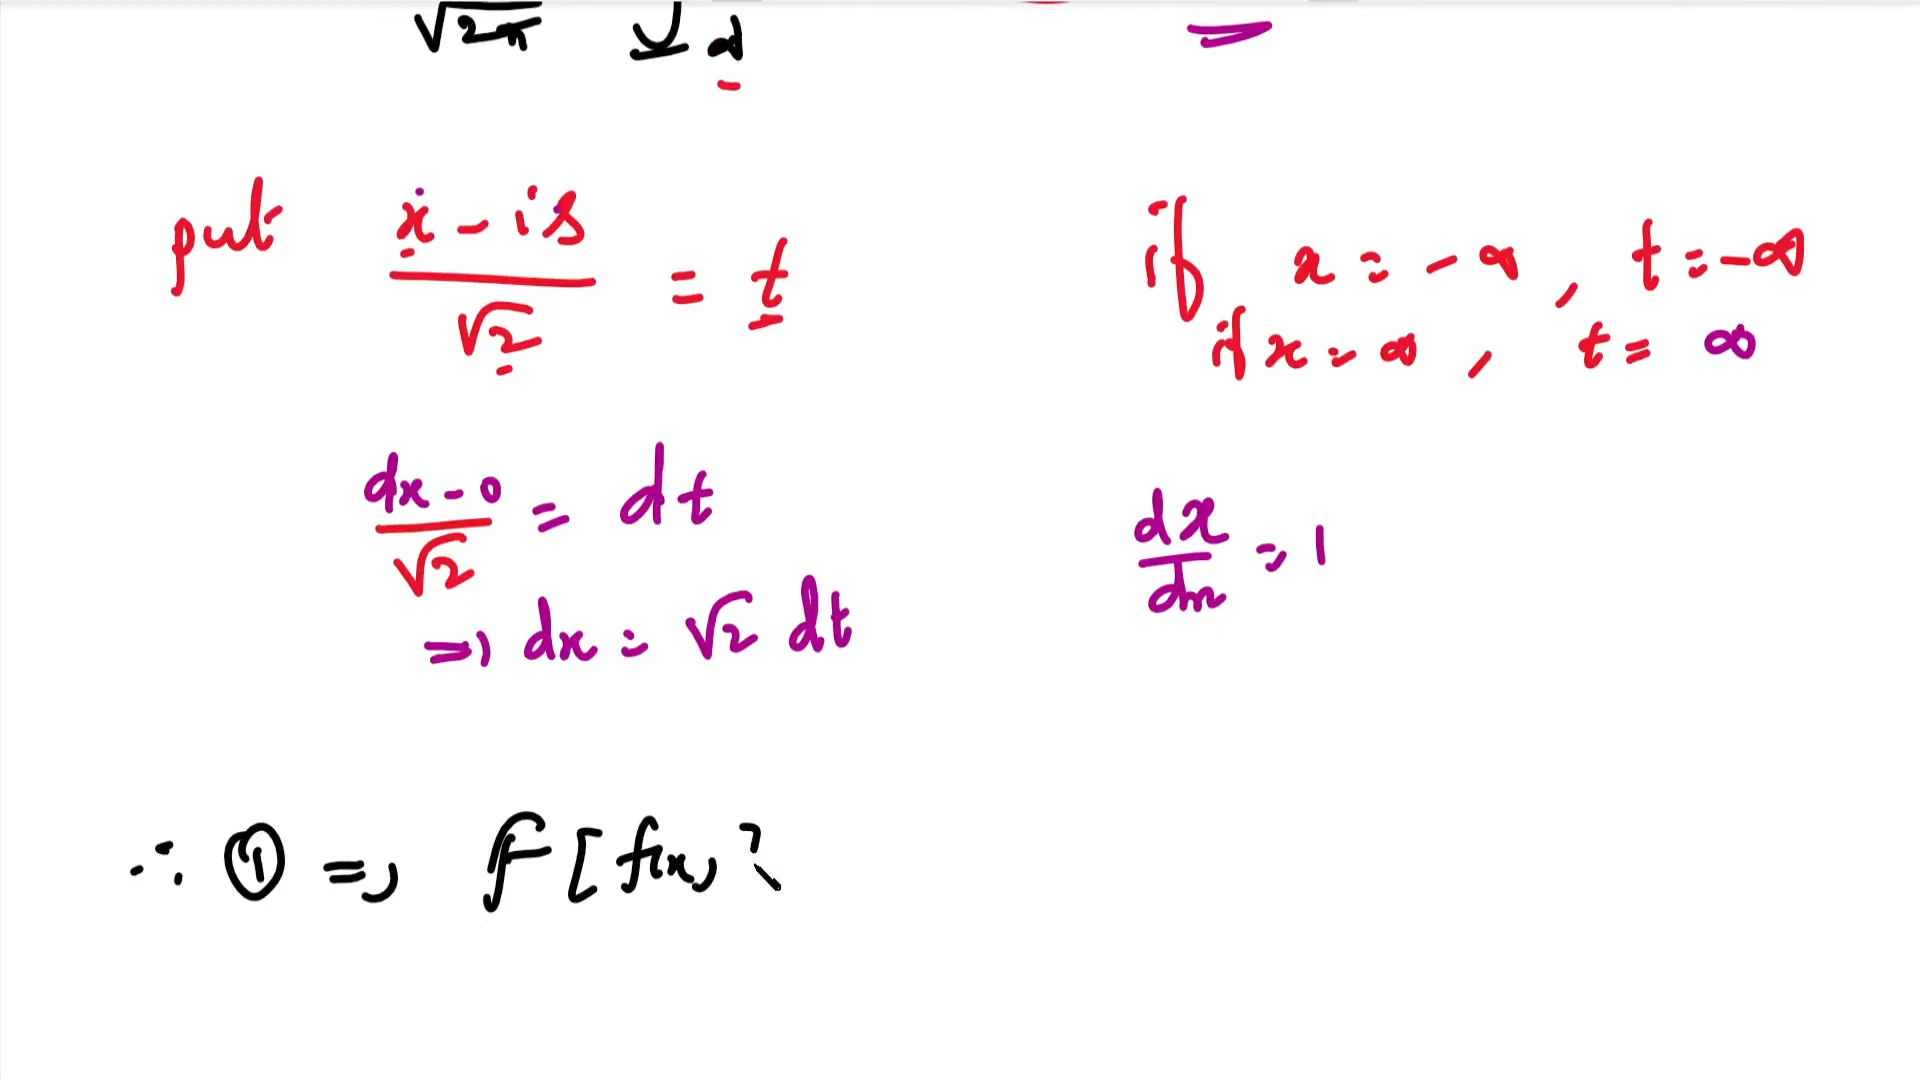 √2π
put (x - is)/√2 = t
if x = -∞, t = -∞
if x = ∞, t = ∞
(dx - 0)/√2 = dt
dx/dx = 1
⇒ dx = √2 dt
∴ ① ⇒ F[f(x)